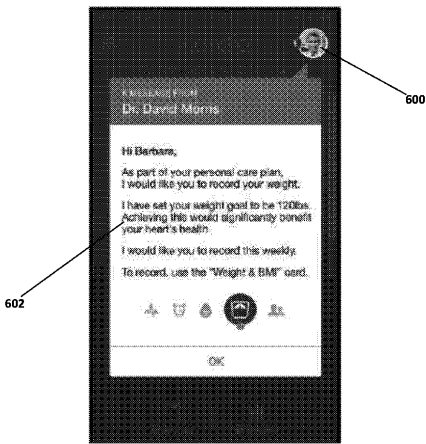 600
A MESSAGE FROM
Dr. David Morris
Hi Barbara,
As part of your personal care plan,
I would like you to record your weight.
I have set your weight goal to be 120lbs.
Achieving this would significantly benefit
your heart's health
I would like you to record this weekly.
To record, use the "Weight & BMI" card.
602
OK